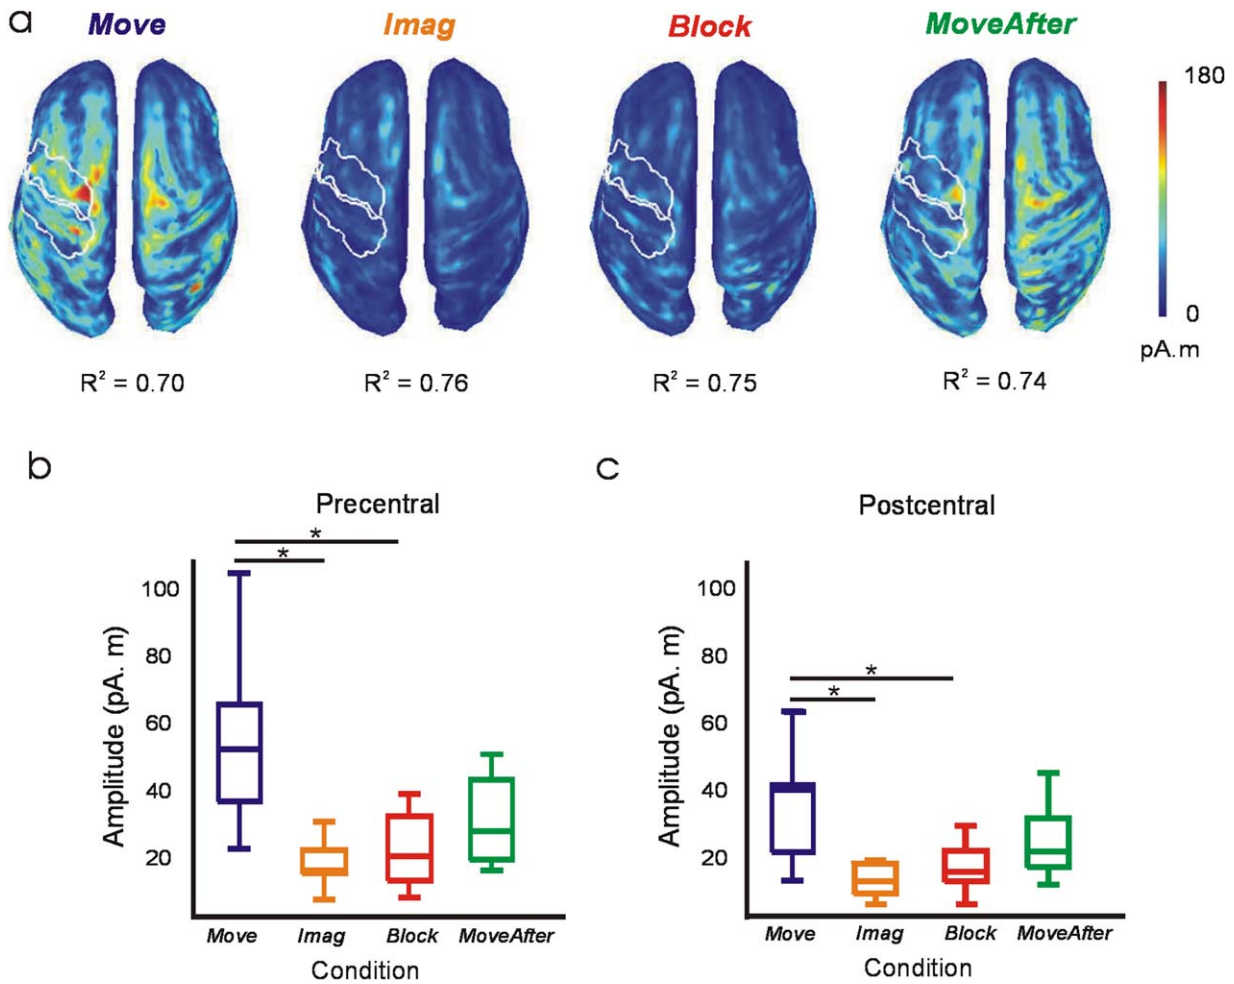 a
Move Imag Block MoveAfter
180
0
pA.m
R² = 0.70 R² = 0.76 R² = 0.75 R² = 0.74
b
c
Precentral
Postcentral
*
*
*
*
100
80
60
40
20
Amplitude (pA. m)
Move Imag Block MoveAfter
Condition
100
80
60
40
20
Amplitude (pA. m)
Move Imag Block MoveAfter
Condition